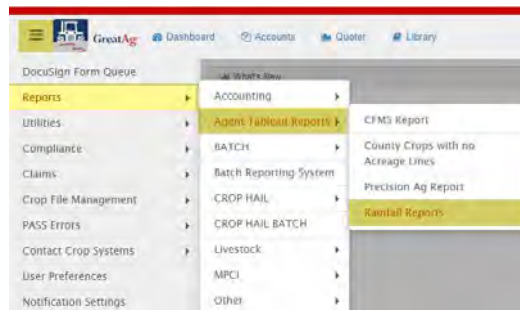 GreatAg Dashboard Accounts Quoter Library
DocuSign Form Queue
What's New
Reports
Accounting
Utilities
Agent Tableau Reports
CFMS Report
Compliance
BATCH
County Crops with no
Acreage Lines
Claims
Batch Reporting System
Precision Ag Report
Crop File Management
CROP HAIL
Rainfall Reports
PASS Errors
CROP HAIL BATCH
Contact Crop Systems
Livestock
User Preferences
MPCI
Notification Settings
Other